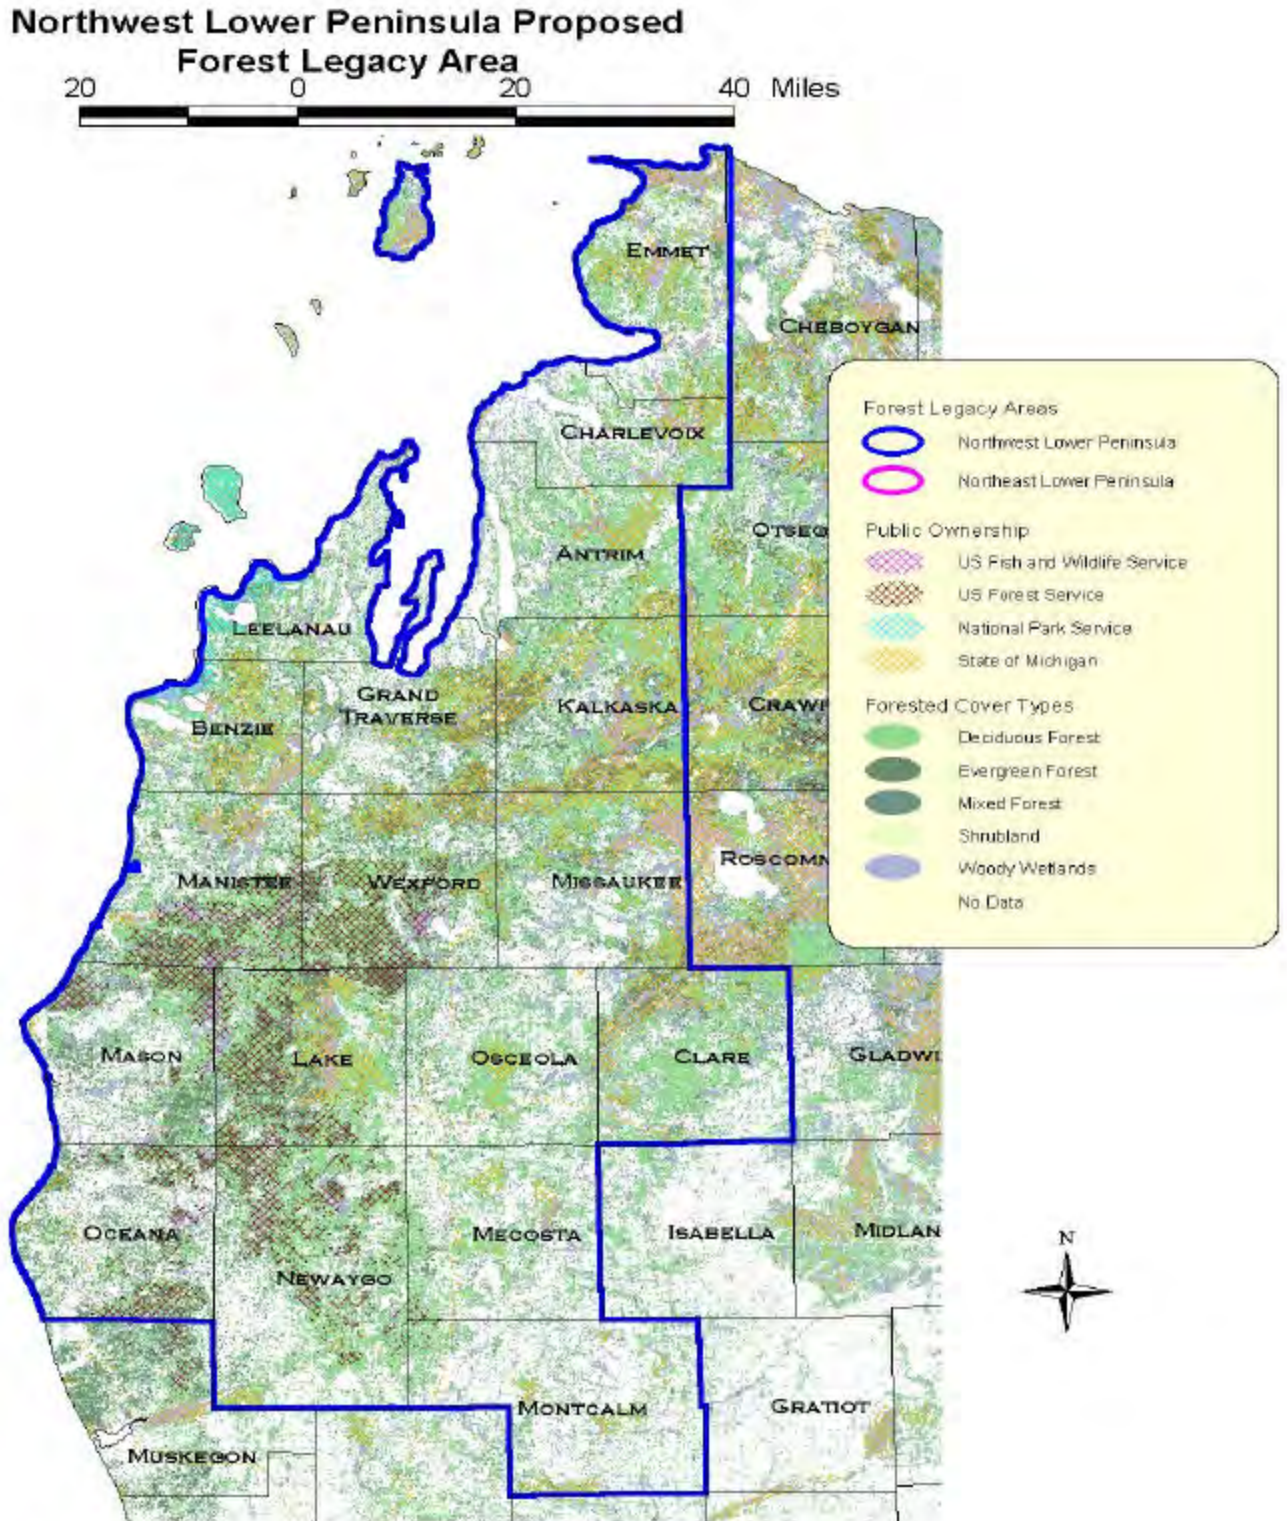 Northwest Lower Peninsula Proposed
Forest Legacy Area
20 0 20 40 Miles
EMMET
CHEBOYGAN
CHARLEVOIX
OTSEG
ANTRIM
LEELANAU
GRAND
TRAVERSE
BENZIE
KALKASKA
CRAWF
ROSCOMN
MANISTEE
WEXFORD
MISSAUKEE
MASON
LAKE
OSCEOLA
CLARE
GLADWI
OCEANA
NEWAYGO
MECOSTA
ISABELLA
MIDLAN
MONTCALM
GRATIOT
MUSKEGON
Forest Legacy Areas
Northwest Lower Peninsula
Northeast Lower Peninsula
Public Ownership
US Fish and Wildlife Service
US Forest Service
National Park Service
State of Michigan
Forested Cover Types
Deciduous Forest
Evergreen Forest
Mixed Forest
Shrubland
Woody Wetlands
No Data
N